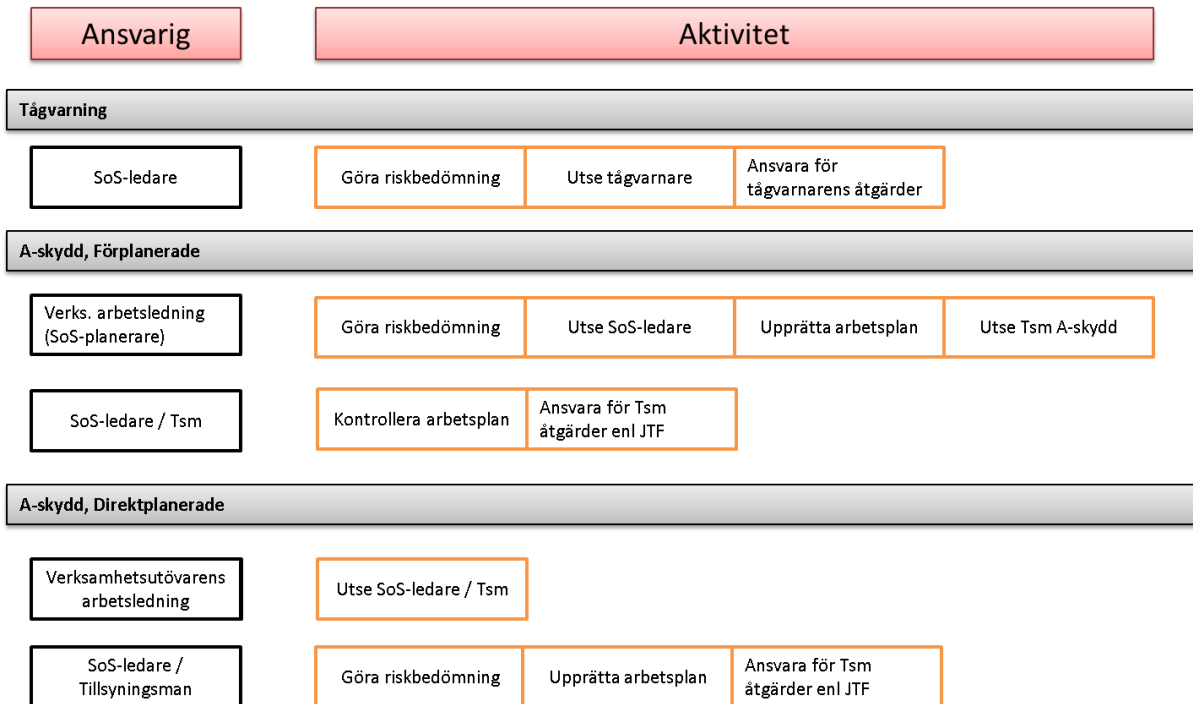 Ansvarig
Aktivitet
Tågvarning
SoS-ledare
Göra riskbedömning
Utse tågvarnare
Ansvara för
tågvarnarens åtgärder
A-skydd, Förplanerade
Verks. arbetsledning
(SoS-planerare)
Göra riskbedömning
Utse SoS-ledare
Upprätta arbetsplan
Utse Tsm A-skydd
SoS-ledare / Tsm
Kontrollera arbetsplan
Ansvara för Tsm
åtgärder enl JTF
A-skydd, Direktplanerade
Verksamhetsutövarens
arbetsledning
Utse SoS-ledare / Tsm
SoS-ledare /
Tillsyningsman
Göra riskbedömning
Upprätta arbetsplan
Ansvara för Tsm
åtgärder enl JTF